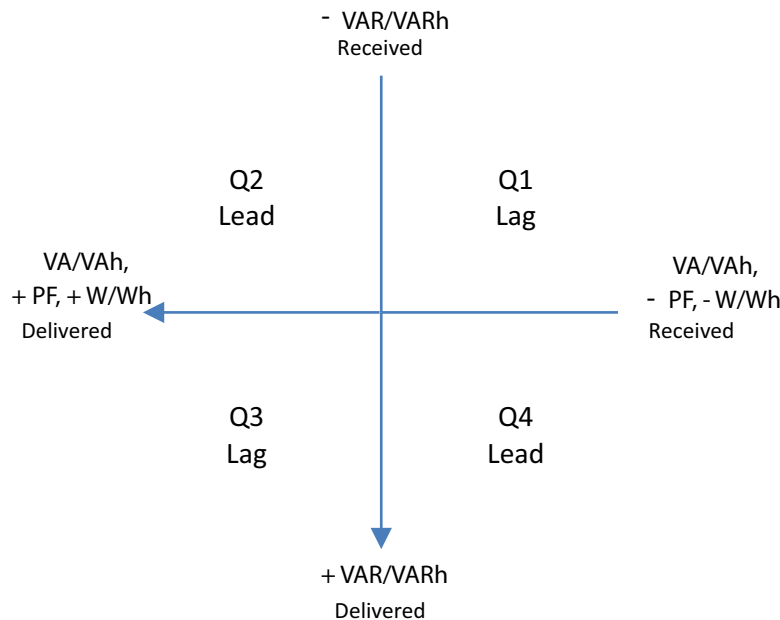 - VAR/VARh
Received
Q2
Lead
Q1
Lag
VA/VAh,
+ PF, + W/Wh
Delivered
VA/VAh,
- PF, - W/Wh
Received
Q3
Lag
Q4
Lead
+ VAR/VARh
Delivered